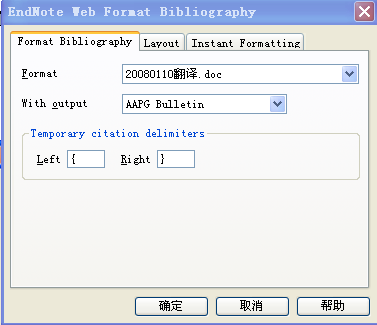 EndNote Web Format Bibliography
Format Bibliography Layout Instant Formatting
Format 20080110翻译.doc
With output AAPG Bulletin
Temporary citation delimiters
Left { Right }
确定 取消 帮助